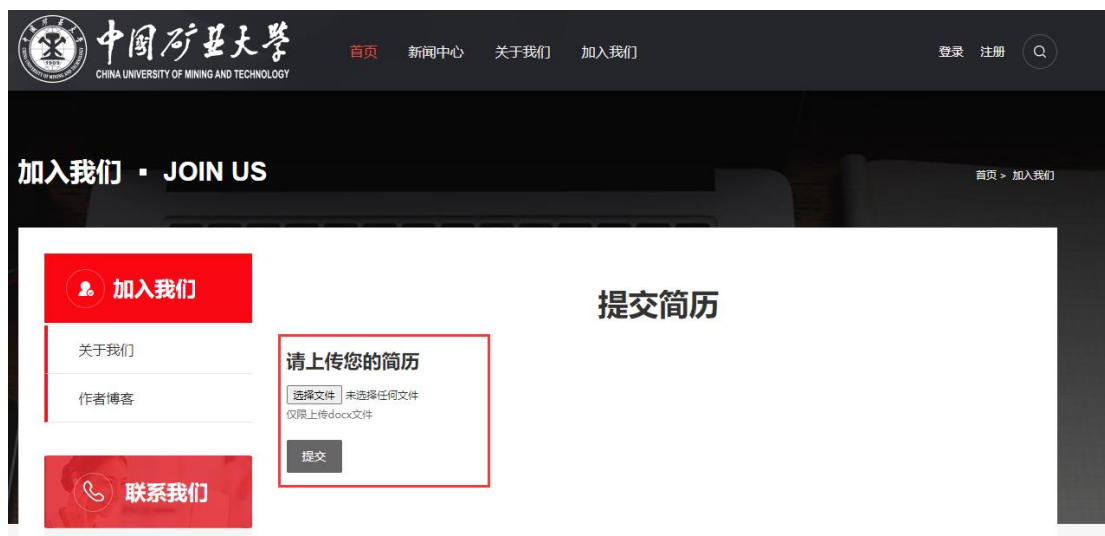 中国矿业大学
CHINA UNIVERSITY OF MINING AND TECHNOLOGY
1909
首页 新闻中心 关于我们 加入我们 登录 注册
加入我们 ▪ JOIN US
首页 > 加入我们
加入我们
提交简历
关于我们
请上传您的简历
作者博客
选择文件 未选择任何文件
仅限上传docx文件
提交
联系我们